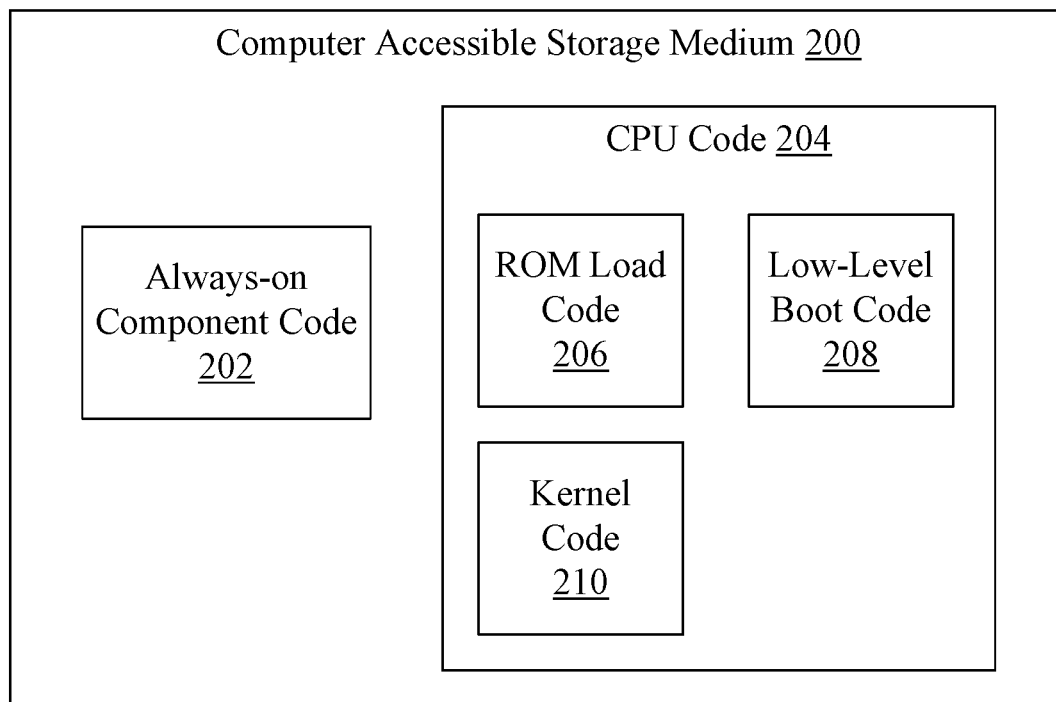 Computer Accessible Storage Medium 200
CPU Code 204
Always-on
Component Code
202
ROM Load
Code
206
Low-Level
Boot Code
208
Kernel
Code
210